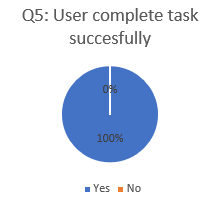 Q5: User complete task
succesfully
0%
100%
Yes No